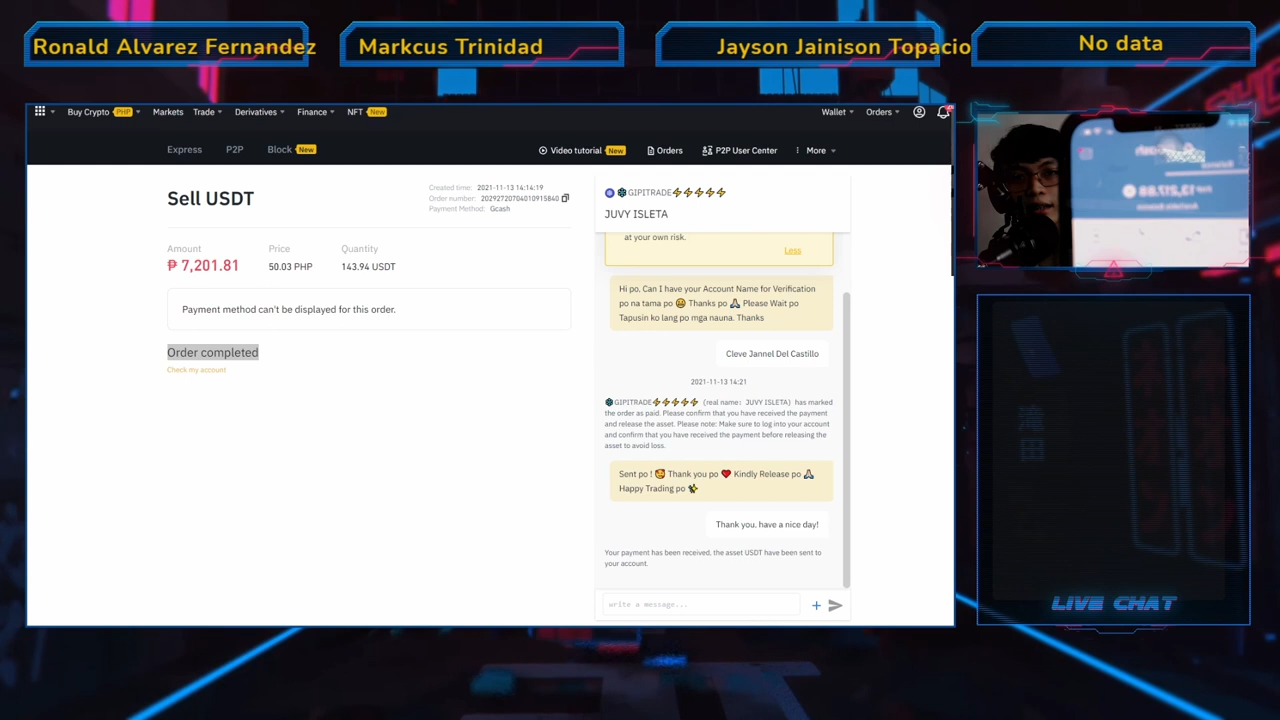 Ronald Alvarez Fernandez
Markcus Trinidad
Jayson Jainison Topacio
No data
Buy Crypto PHP
Markets
Trade
Derivatives
Finance
NFT New
Wallet
Orders
Express
P2P
Block New
Video tutorial New
Orders
P2P User Center
More
Sell USDT
Created time: 2021-11-13 14:14:19
Order number: 20292720704010915840
Payment Method: Gcash
Amount
Price
Quantity
₱ 7,201.81
50.03 PHP
143.94 USDT
Payment method can't be displayed for this order.
Order completed
Check my account
GIPITRADE⚡⚡⚡⚡⚡
JUVY ISLETA
at your own risk.
Less
Hi po, Can I have your Account Name for Verification
po na tama po 😀 Thanks po 🙏 Please Wait po
Tapusin ko lang po mga nauna. Thanks
Cleve Jannel Del Castillo
2021-11-13 14:21
GIPITRADE⚡⚡⚡⚡⚡ (real name: JUVY ISLETA) has marked
the order as paid. Please confirm that you have received the payment
and release the asset. Please note: Make sure to log into your account
and confirm that you have received the payment before releasing the
asset to avoid loss.
Sent po ! 🥰 Thank you po ❤ Kindly Release po 🙏
Happy Trading po 💸
Thank you, have a nice day!
Your payment has been received, the asset USDT have been sent to
your account.
write a message...
LIVE CHAT